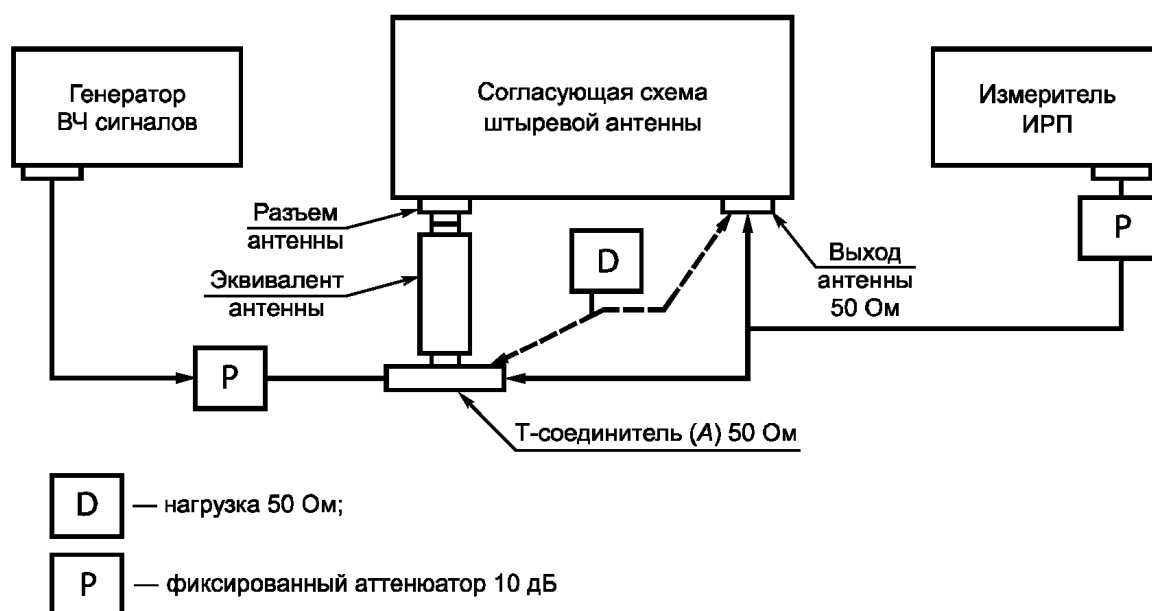 Генератор
ВЧ сигналов
Согласующая схема
штыревой антенны
Измеритель
ИРП
Разъем
антенны
Эквивалент
антенны
D
Выход
антенны
50 Ом
P
P
Т-соединитель (А) 50 Ом
D — нагрузка 50 Ом;
P — фиксированный аттенюатор 10 дБ